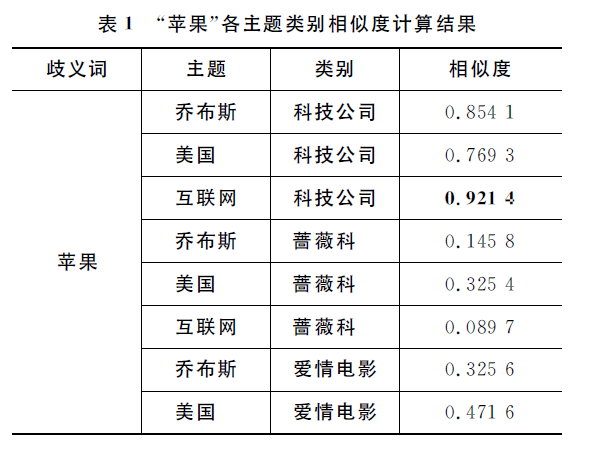 表 1 “苹果”各主题类别相似度计算结果
歧义词 主题 类别 相似度
乔布斯 科技公司 0.854 1
美国 科技公司 0.769 3
互联网 科技公司 0.921 4
乔布斯 蔷薇科 0.145 8
苹果
美国 蔷薇科 0.325 4
互联网 蔷薇科 0.089 7
乔布斯 爱情电影 0.325 6
美国 爱情电影 0.471 6